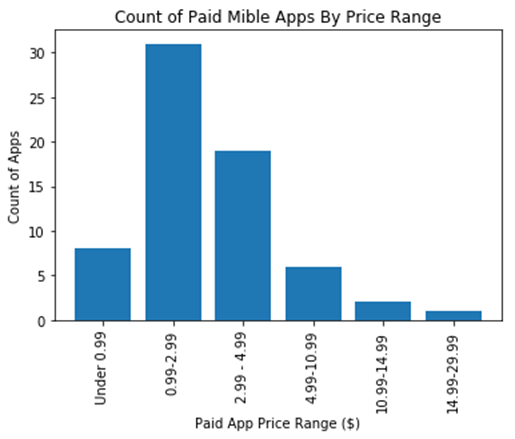 Count of Paid Mible Apps By Price Range
30
25
20
15
10
5
0
Count of Apps
Under 0.99
0.99-2.99
2.99 - 4.99
4.99-10.99
10.99-14.99
14.99-29.99
Paid App Price Range ($)